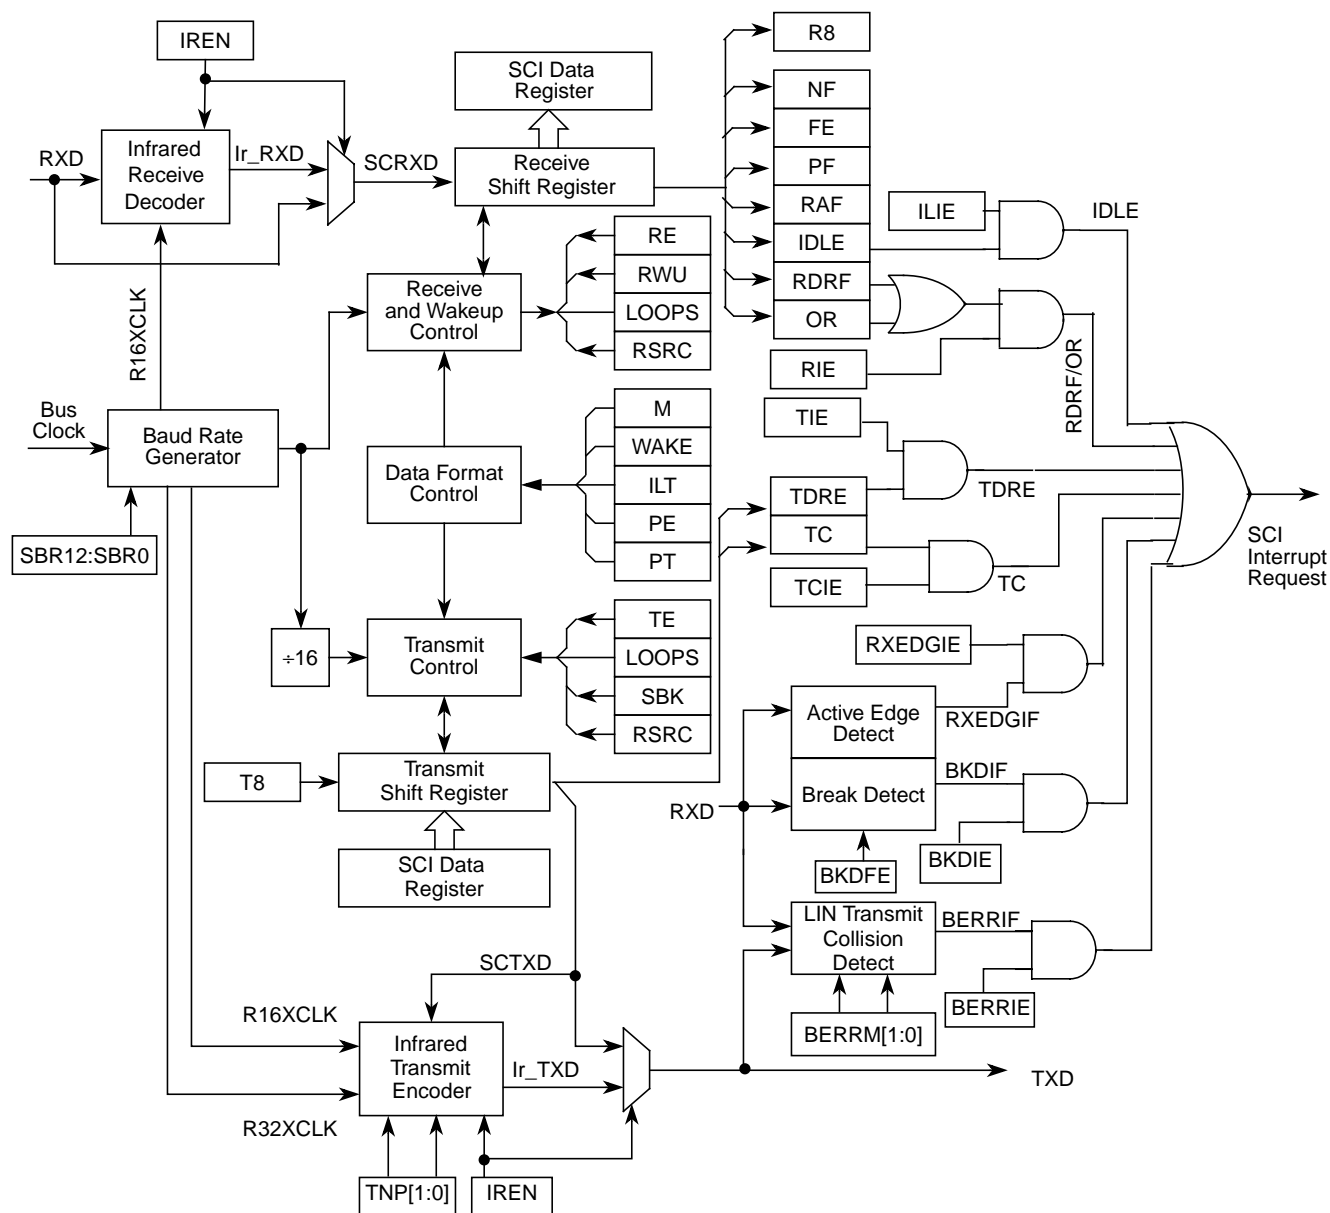 IREN
SCI Data
Register
R8
NF
FE
PF
RAF
IDLE
RDRF
OR
RXD
Infrared
Receive
Decoder
Ir_RXD
SCRXD
Receive
Shift Register
ILIE
IDLE
RE
RWU
LOOPS
RSRC
Receive
and Wakeup
Control
R16XCLK
RIE
RDRF/OR
Bus
Clock
Baud Rate
Generator
SBR12:SBR0
Data Format
Control
M
WAKE
ILT
PE
PT
TIE
TDRE
TC
TCIE
TDRE
TC
SCI
Interrupt
Request
÷16
Transmit
Control
TE
LOOPS
SBK
RSRC
RXEDGIE
Active Edge
Detect
RXEDGIF
T8
Transmit
Shift Register
RXD
Break Detect
BKDIF
BKDFE
BKDIE
SCI Data
Register
LIN Transmit
Collision
Detect
BERRIF
BERRIE
BERRM[1:0]
SCTXD
R16XCLK
Infrared
Transmit
Encoder
Ir_TXD
R32XCLK
TXD
TNP[1:0]
IREN